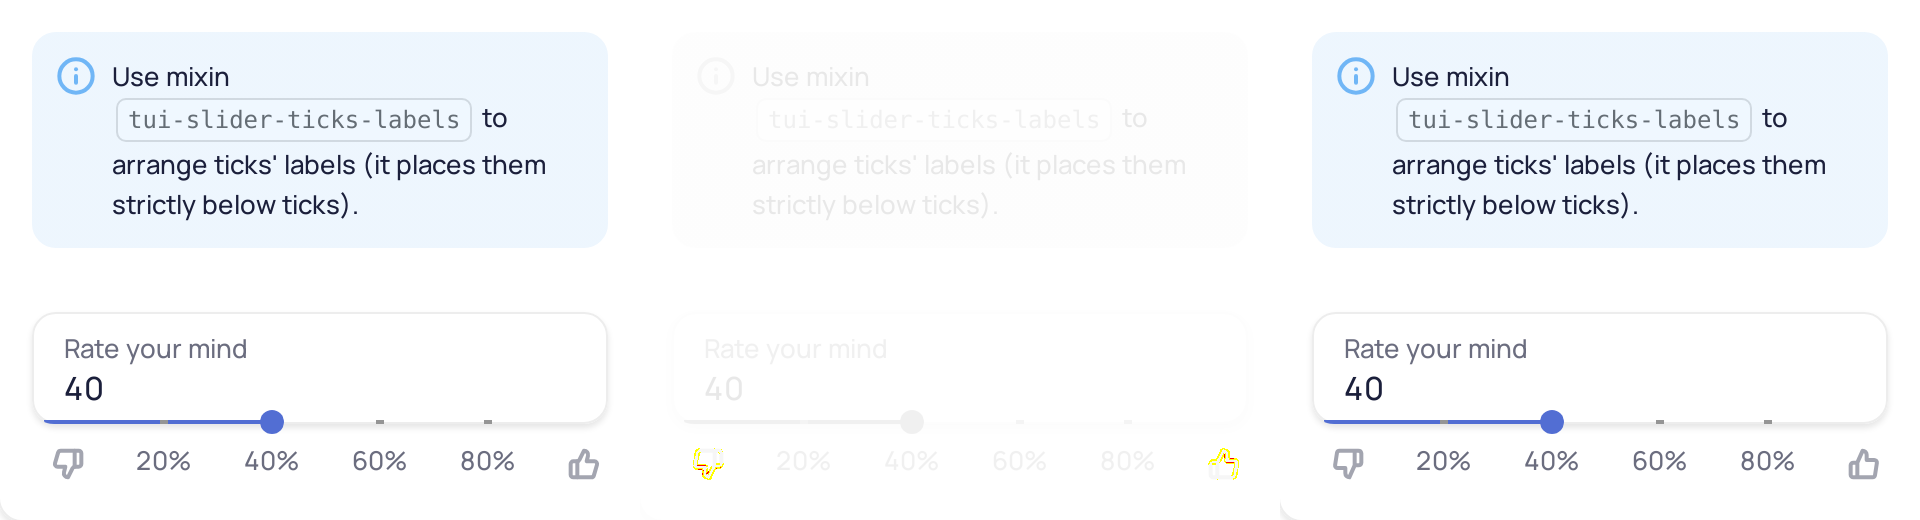 Use mixin
tui-slider-ticks-labels to
arrange ticks' labels (it places them
strictly below ticks).
Rate your mind
40
20% 40% 60% 80%
Use mixin
tui-slider-ticks-labels to
arrange ticks' labels (it places them
strictly below ticks).
Rate your mind
40
20% 40% 60% 80%
Use mixin
tui-slider-ticks-labels to
arrange ticks' labels (it places them
strictly below ticks).
Rate your mind
40
20% 40% 60% 80%